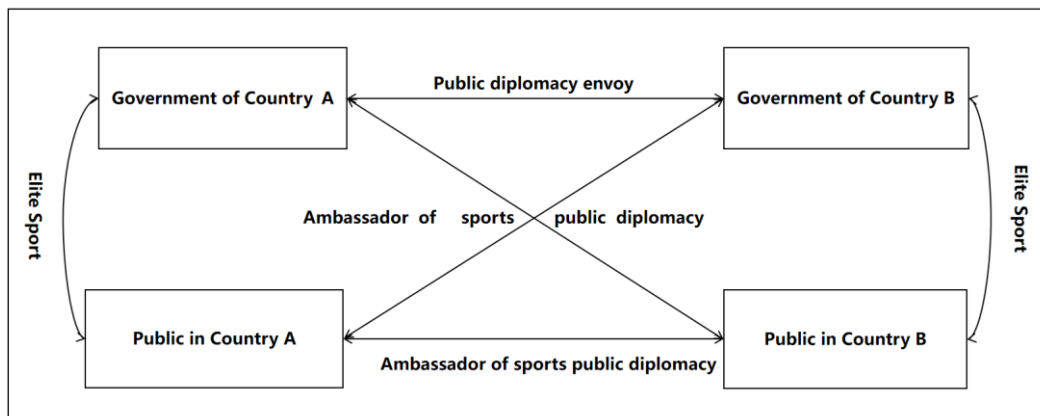 Public diplomacy envoy
Government of Country A
Government of Country B
Elite Sport
Elite Sport
Ambassador of sports public diplomacy
Public in Country A
Public in Country B
Ambassador of sports public diplomacy